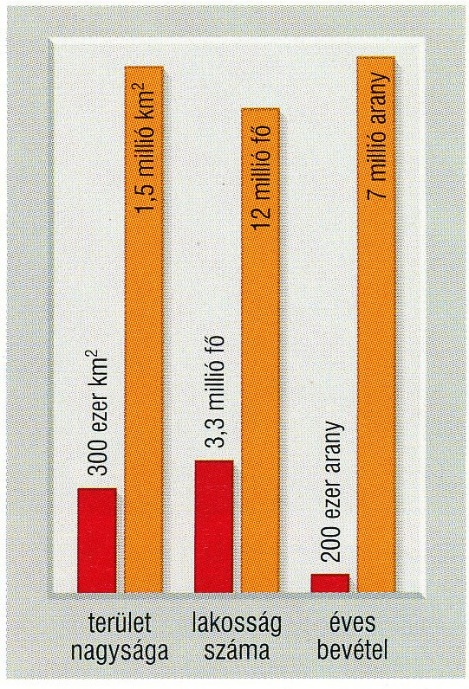 300 ezer km²
1,5 millió km²
3,3 millió fő
12 millió fő
200 ezer arany
7 millió arany
terület
nagysága
lakosság
száma
éves
bevétel